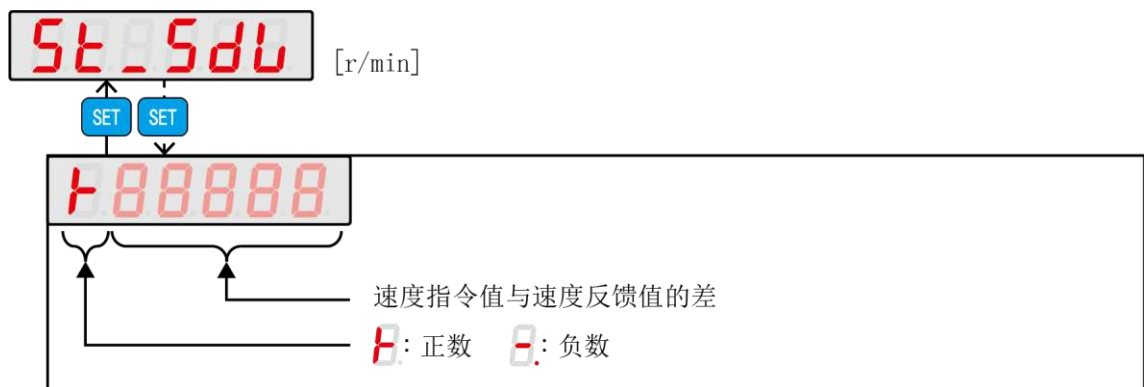 St_Sdv [r/min]
SET SET
⊦88888
速度指令值与速度反馈值的差
⊦: 正数 -.: 负数